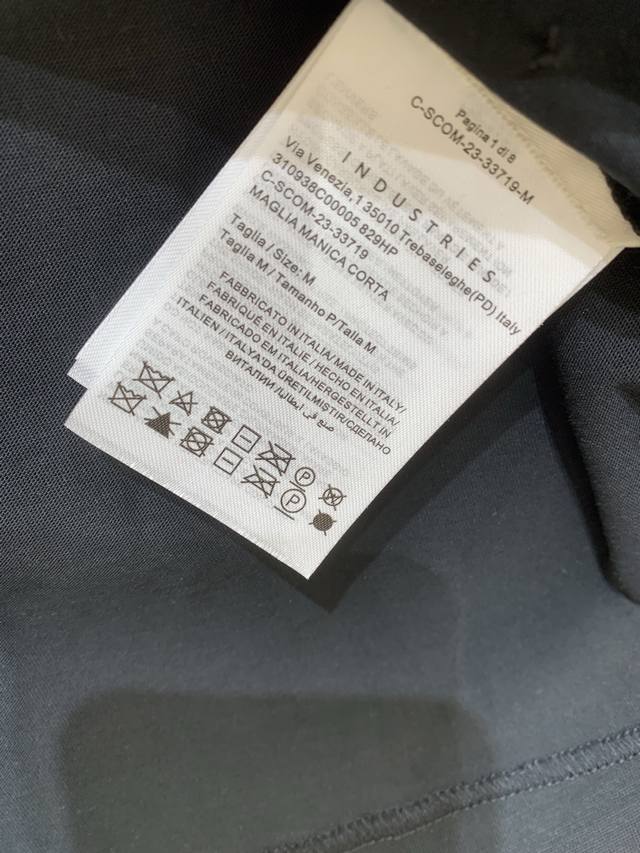 Pagina 1 di 8
C-SCOM-23-33719-M
INDUSTRIES
Via Venezia,1 35010 Trebaseleghe(PD) Italy
310938C00005 829HP
C-SCOM-23-33719
MAGLIA MANICA CORTA
Taglia / Size: M
Taglia M / Tamanho P/Talla M
FABBRICATO IN ITALIA/ MADE IN ITALY/
FABRIQUÉ EN ITALIE / HECHO EN ITALIA/
FABRICADO EM ITALIA/HERGESTELLT IN
ITALIEN / ITALYA'DA ÜRETILMIŞTIR/СДЕЛАНО
В ИТАЛИИ / صنع في ايطاليا
P
P